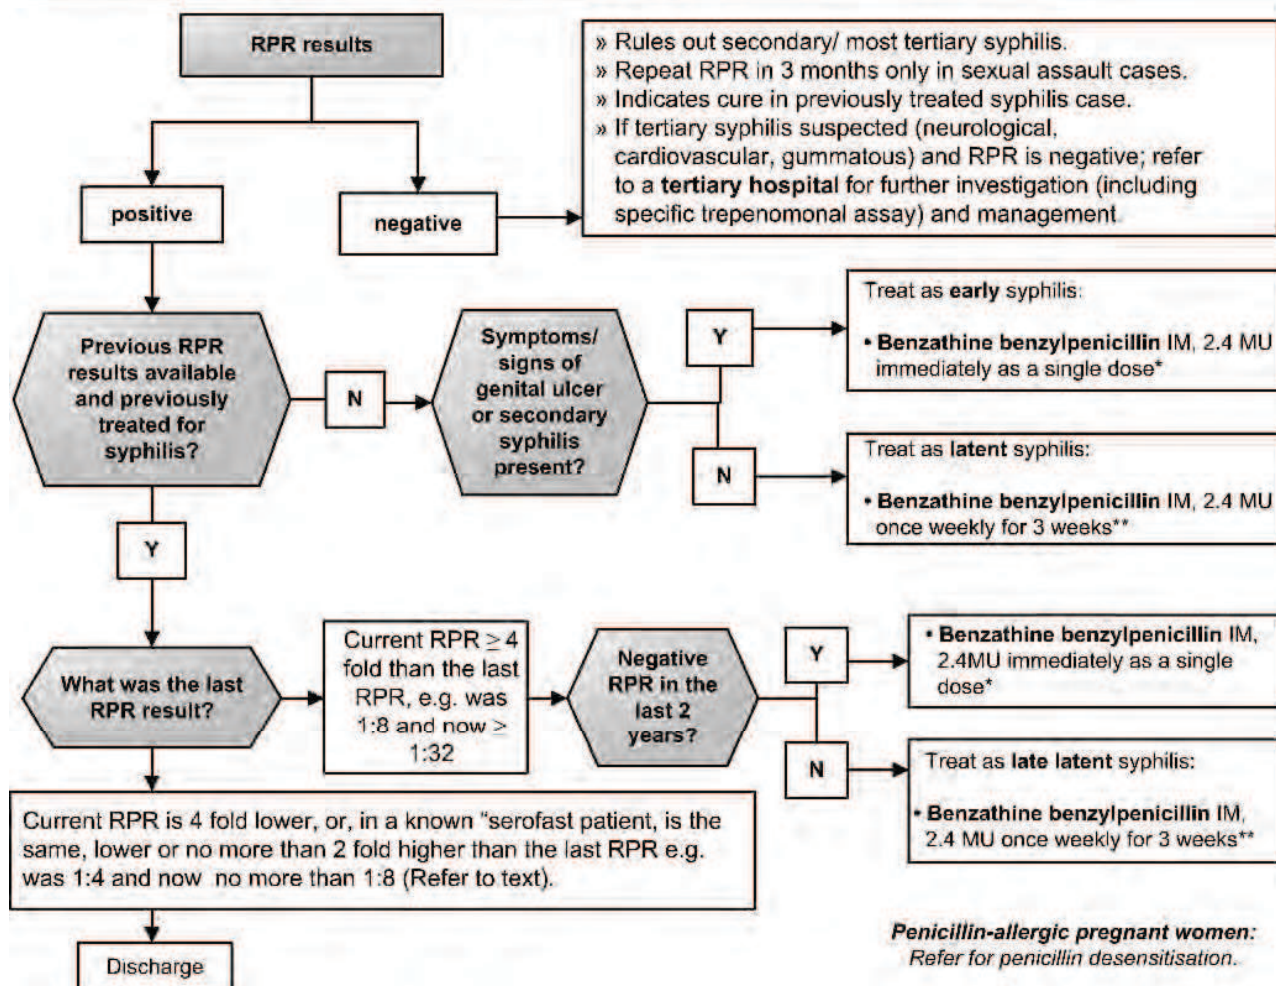 RPR results
» Rules out secondary/ most tertiary syphilis.
» Repeat RPR in 3 months only in sexual assault cases.
» Indicates cure in previously treated syphilis case.
» If tertiary syphilis suspected (neurological,
cardiovascular, gummatous) and RPR is negative; refer
to a tertiary hospital for further investigation (including
specific trepenomonal assay) and management.
positive
negative
Previous RPR
results available
and previously
treated for
syphilis?
N
Symptoms/
signs of
genital ulcer
or secondary
syphilis
present?
Y
Treat as early syphilis:
• Benzathine benzylpenicillin IM, 2.4 MU
immediately as a single dose*
N
Treat as latent syphilis:
• Benzathine benzylpenicillin IM, 2.4 MU
once weekly for 3 weeks**
Y
What was the last
RPR result?
Current RPR ≥ 4
fold than the last
RPR, e.g. was
1:8 and now ≥
1:32
Negative
RPR in the
last 2
years?
Y
• Benzathine benzylpenicillin IM,
2.4MU immediately as a single
dose*
N
Treat as late latent syphilis:
• Benzathine benzylpenicillin IM,
2.4 MU once weekly for 3 weeks**
Current RPR is 4 fold lower, or, in a known “serofast patient, is the
same, lower or no more than 2 fold higher than the last RPR e.g.
was 1:4 and now no more than 1:8 (Refer to text).
Discharge
Penicillin-allergic pregnant women:
Refer for penicillin desensitisation.